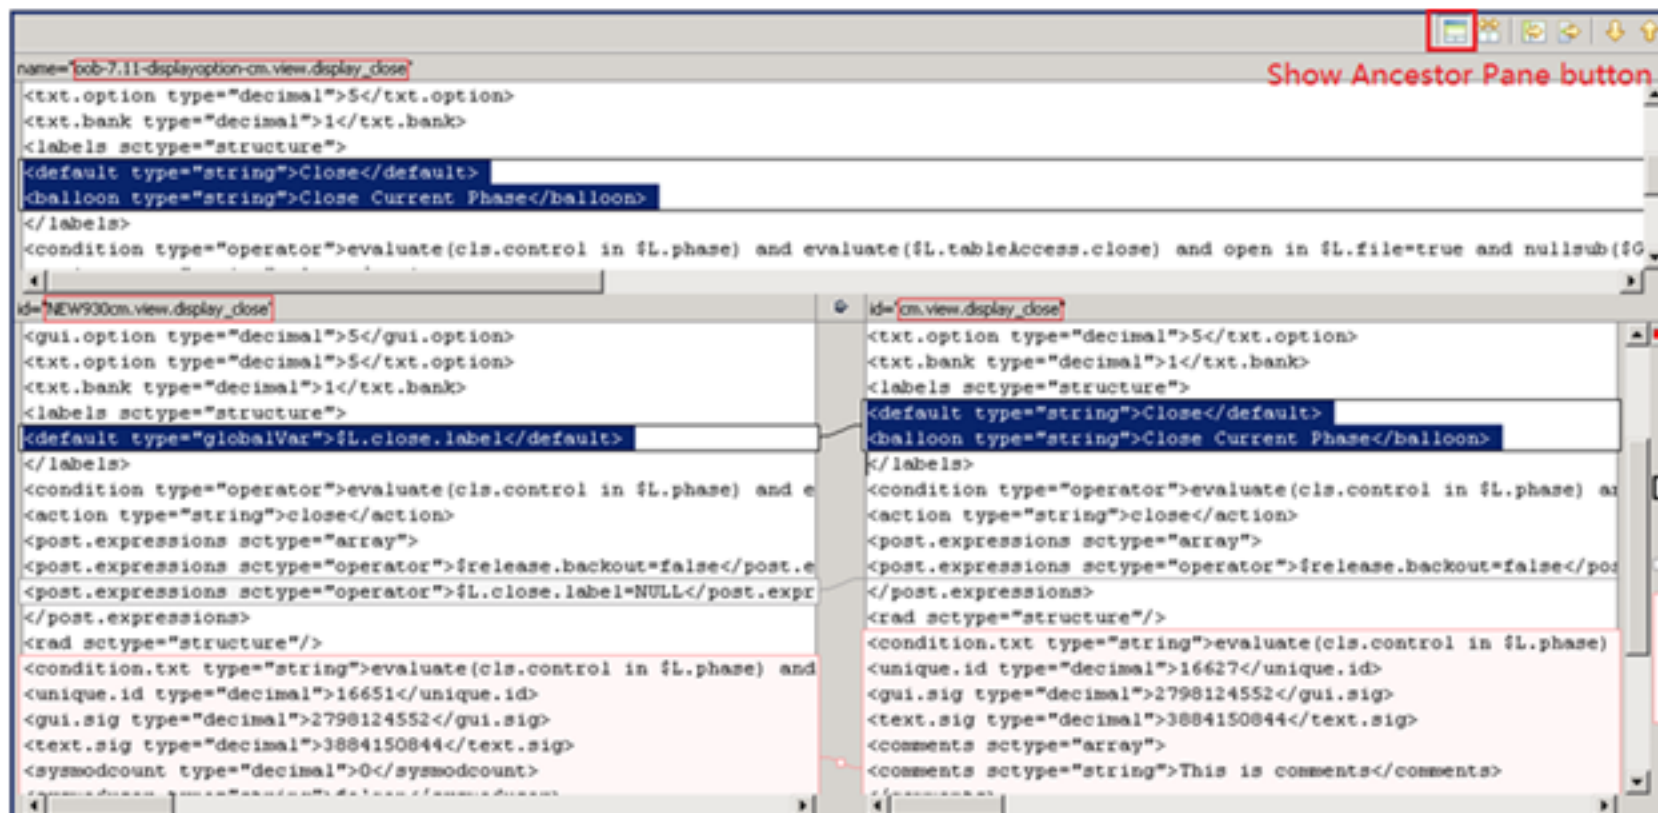 Show Ancestor Pane button
name="oob-7.11-displayoption-cm.view.display_close"
<txt.option type="decimal">5</txt.option>
<txt.bank type="decimal">1</txt.bank>
<labels sctype="structure">
<default type="string">Close</default>
<balloon type="string">Close Current Phase</balloon>
</labels>
<condition type="operator">evaluate(cls.control in $L.phase) and evaluate($L.tableAccess.close) and open in $L.file=true and nullsub($G
id="NEW930cm.view.display_close"
<gui.option type="decimal">5</gui.option>
<txt.option type="decimal">5</txt.option>
<txt.bank type="decimal">1</txt.bank>
<labels sctype="structure">
<default type="globalVar">$L.close.label</default>
</labels>
<condition type="operator">evaluate(cls.control in $L.phase) and e
<action type="string">close</action>
<post.expressions sctype="array">
<post.expressions sctype="operator">$release.backout=false</post.e
<post.expressions sctype="operator">$L.close.label=NULL</post.expr
</post.expressions>
<rad sctype="structure"/>
<condition.txt type="string">evaluate(cls.control in $L.phase) and
<unique.id type="decimal">16651</unique.id>
<gui.sig type="decimal">2798124552</gui.sig>
<text.sig type="decimal">3884150844</text.sig>
<sysmodcount type="decimal">0</sysmodcount>
id="cm.view.display_close"
<txt.option type="decimal">5</txt.option>
<txt.bank type="decimal">1</txt.bank>
<labels sctype="structure">
<default type="string">Close</default>
<balloon type="string">Close Current Phase</balloon>
</labels>
<condition type="operator">evaluate(cls.control in $L.phase) ar
<action type="string">close</action>
<post.expressions sctype="array">
<post.expressions sctype="operator">$release.backout=false</pos
</post.expressions>
<rad sctype="structure"/>
<condition.txt type="string">evaluate(cls.control in $L.phase)
<unique.id type="decimal">16627</unique.id>
<gui.sig type="decimal">2798124552</gui.sig>
<text.sig type="decimal">3884150844</text.sig>
<comments sctype="array">
<comments sctype="string">This is comments</comments>